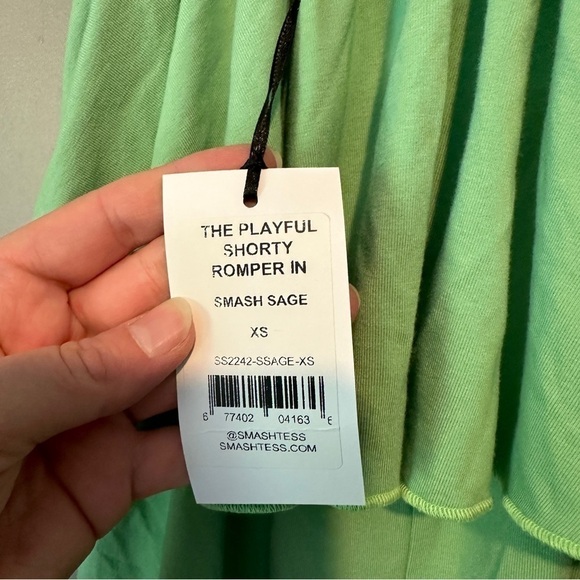 THE PLAYFUL
SHORTY
ROMPER IN
SMASH SAGE
XS
SS2242-SSAGE-XS
6 77402 04163 6
@SMASHTESS
SMASHTESS.COM